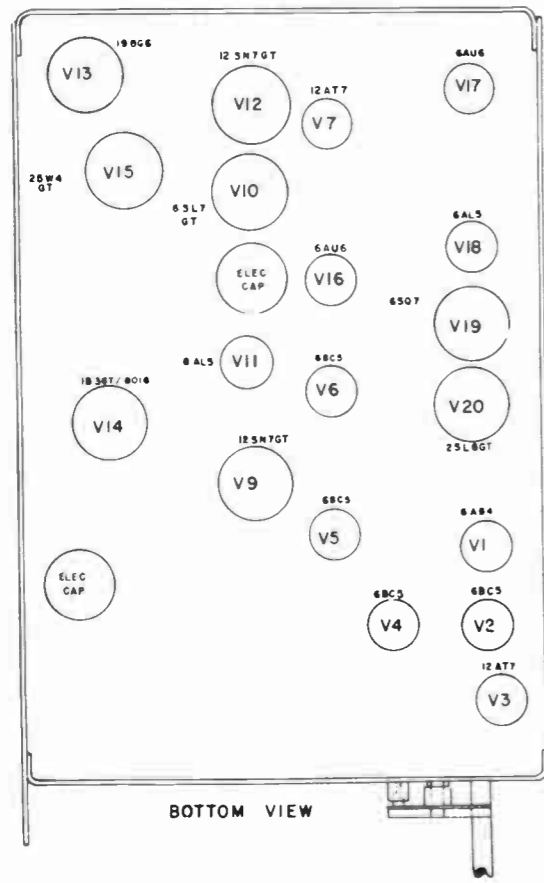 19BG6
V13
12SN7GT
V12
12AT7
V7
6AU6
V17
25W4
GT
V15
6SL7
GT
V10
ELEC
CAP
6AU6
V16
6AL5
V18
6SQ7
V19
6AL5
V11
6BC5
V6
V20
25L6GT
1B3GT/8016
V14
12SN7GT
V9
6BC5
V5
6AB4
V1
ELEC
CAP
6BC5
V4
6BC5
V2
12AT7
V3
BOTTOM VIEW